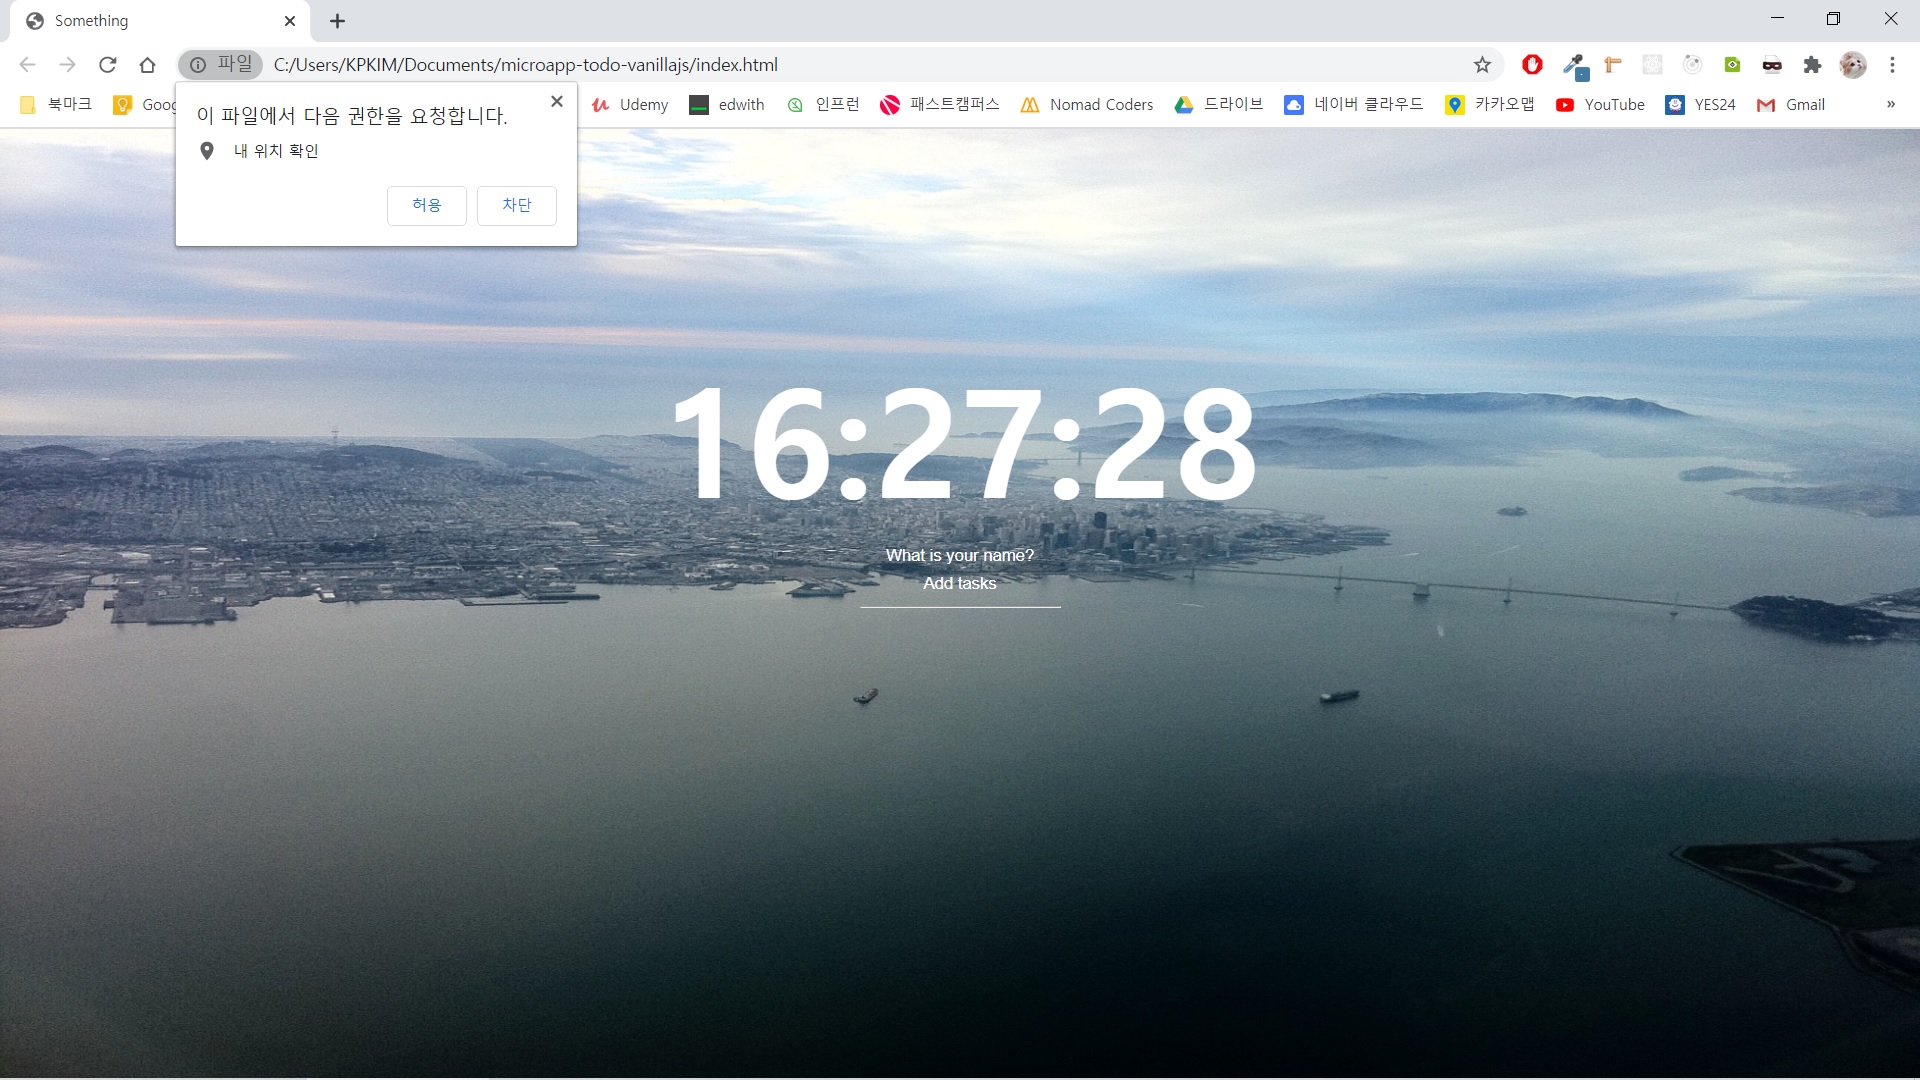 Something
파일 C:/Users/KPKIM/Documents/microapp-todo-vanillajs/index.html
북마크 Goog Udemy edwith 인프런 패스트캠퍼스 Nomad Coders 드라이브 네이버 클라우드 카카오맵 YouTube YES24 Gmail »
이 파일에서 다음 권한을 요청합니다.
내 위치 확인
허용 차단
16:27:28
What is your name?
Add tasks